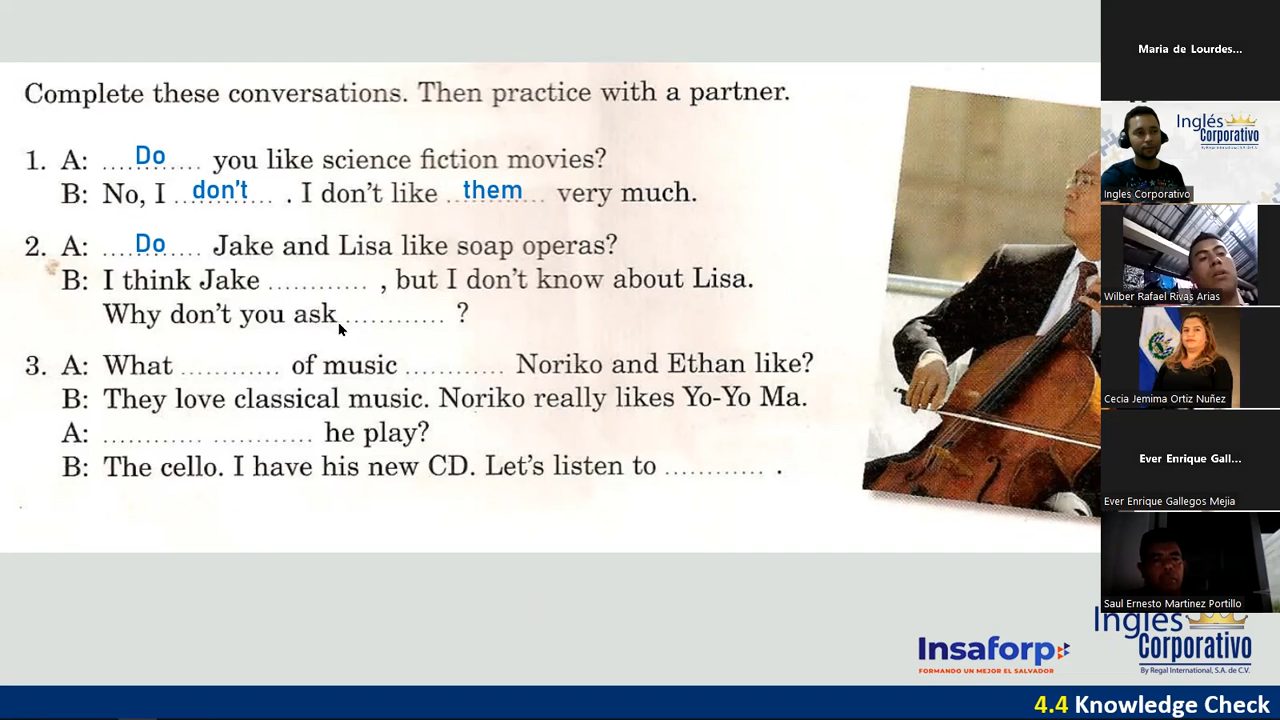 Complete these conversations. Then practice with a partner.
1. A: ....Do.... you like science fiction movies?
B: No, I ...don't... . I don't like ...them... very much.
2. A: ....Do.... Jake and Lisa like soap operas?
B: I think Jake ............ , but I don't know about Lisa.
Why don't you ask ............ ?
3. A: What ............ of music ............ Noriko and Ethan like?
B: They love classical music. Noriko really likes Yo-Yo Ma.
A: ............ ............ he play?
B: The cello. I have his new CD. Let's listen to ............ .
Maria de Lourdes...
Inglés
Corporativo
By Regal International, S.A. de C.V.
Ingles Corporativo
Wilber Rafael Rivas Arias
Cecia Jemima Ortiz Nuñez
Ever Enrique Gall...
Ever Enrique Gallegos Mejia
Saul Ernesto Martinez Portillo
Insaforp
FORMANDO UN MEJOR EL SALVADOR
Inglés
Corporativo
By Regal International, S.A. de C.V.
4.4 Knowledge Check